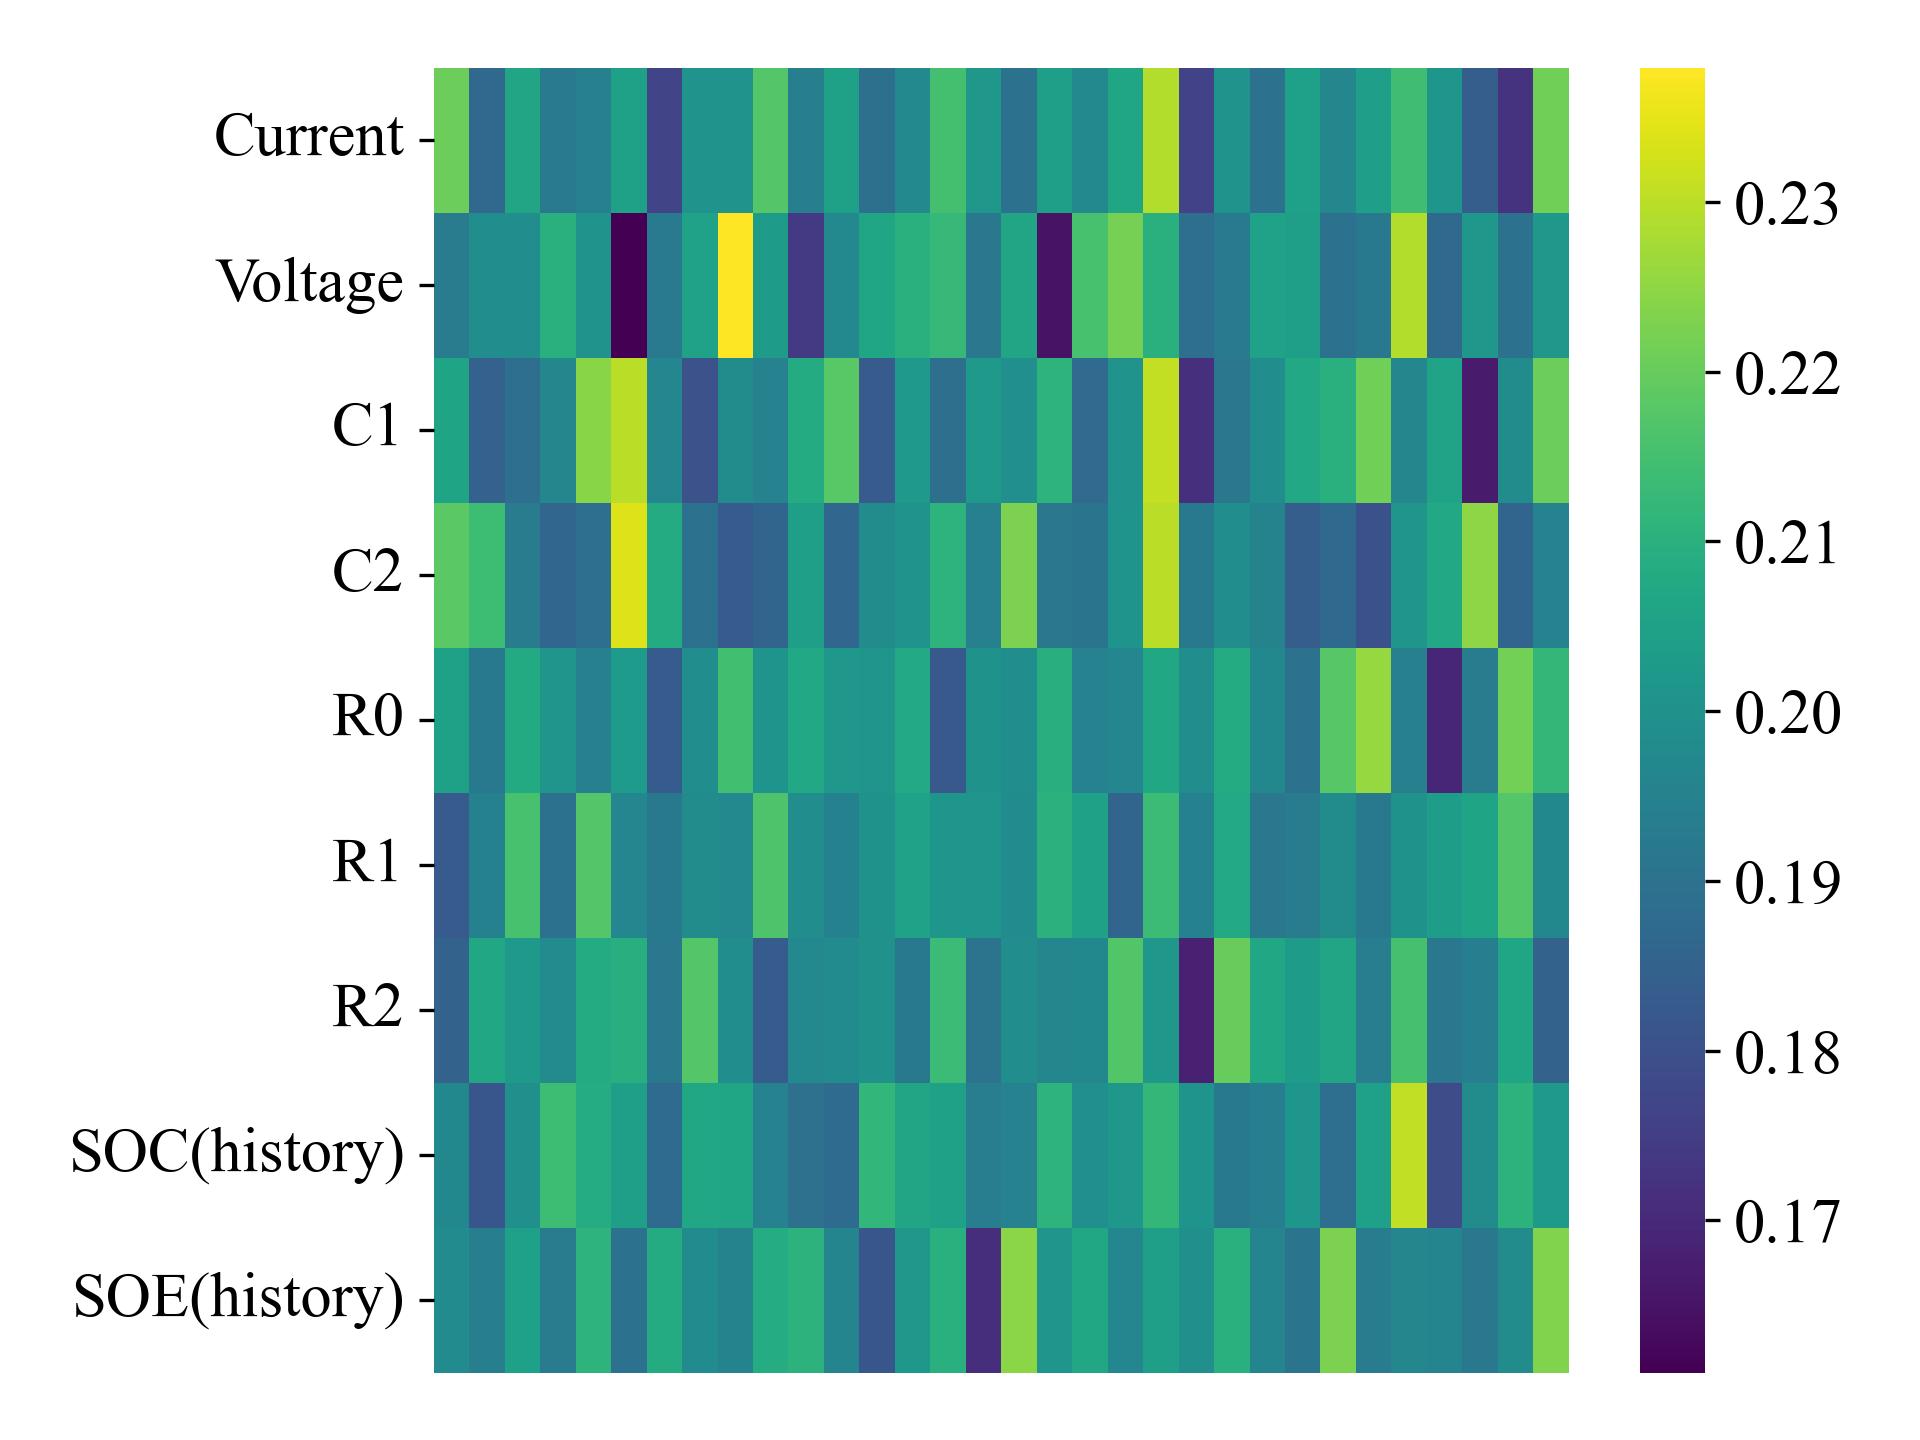 Current
Voltage
C1
C2
R0
R1
R2
SOC(history)
SOE(history)
0.23
0.22
0.21
0.20
0.19
0.18
0.17